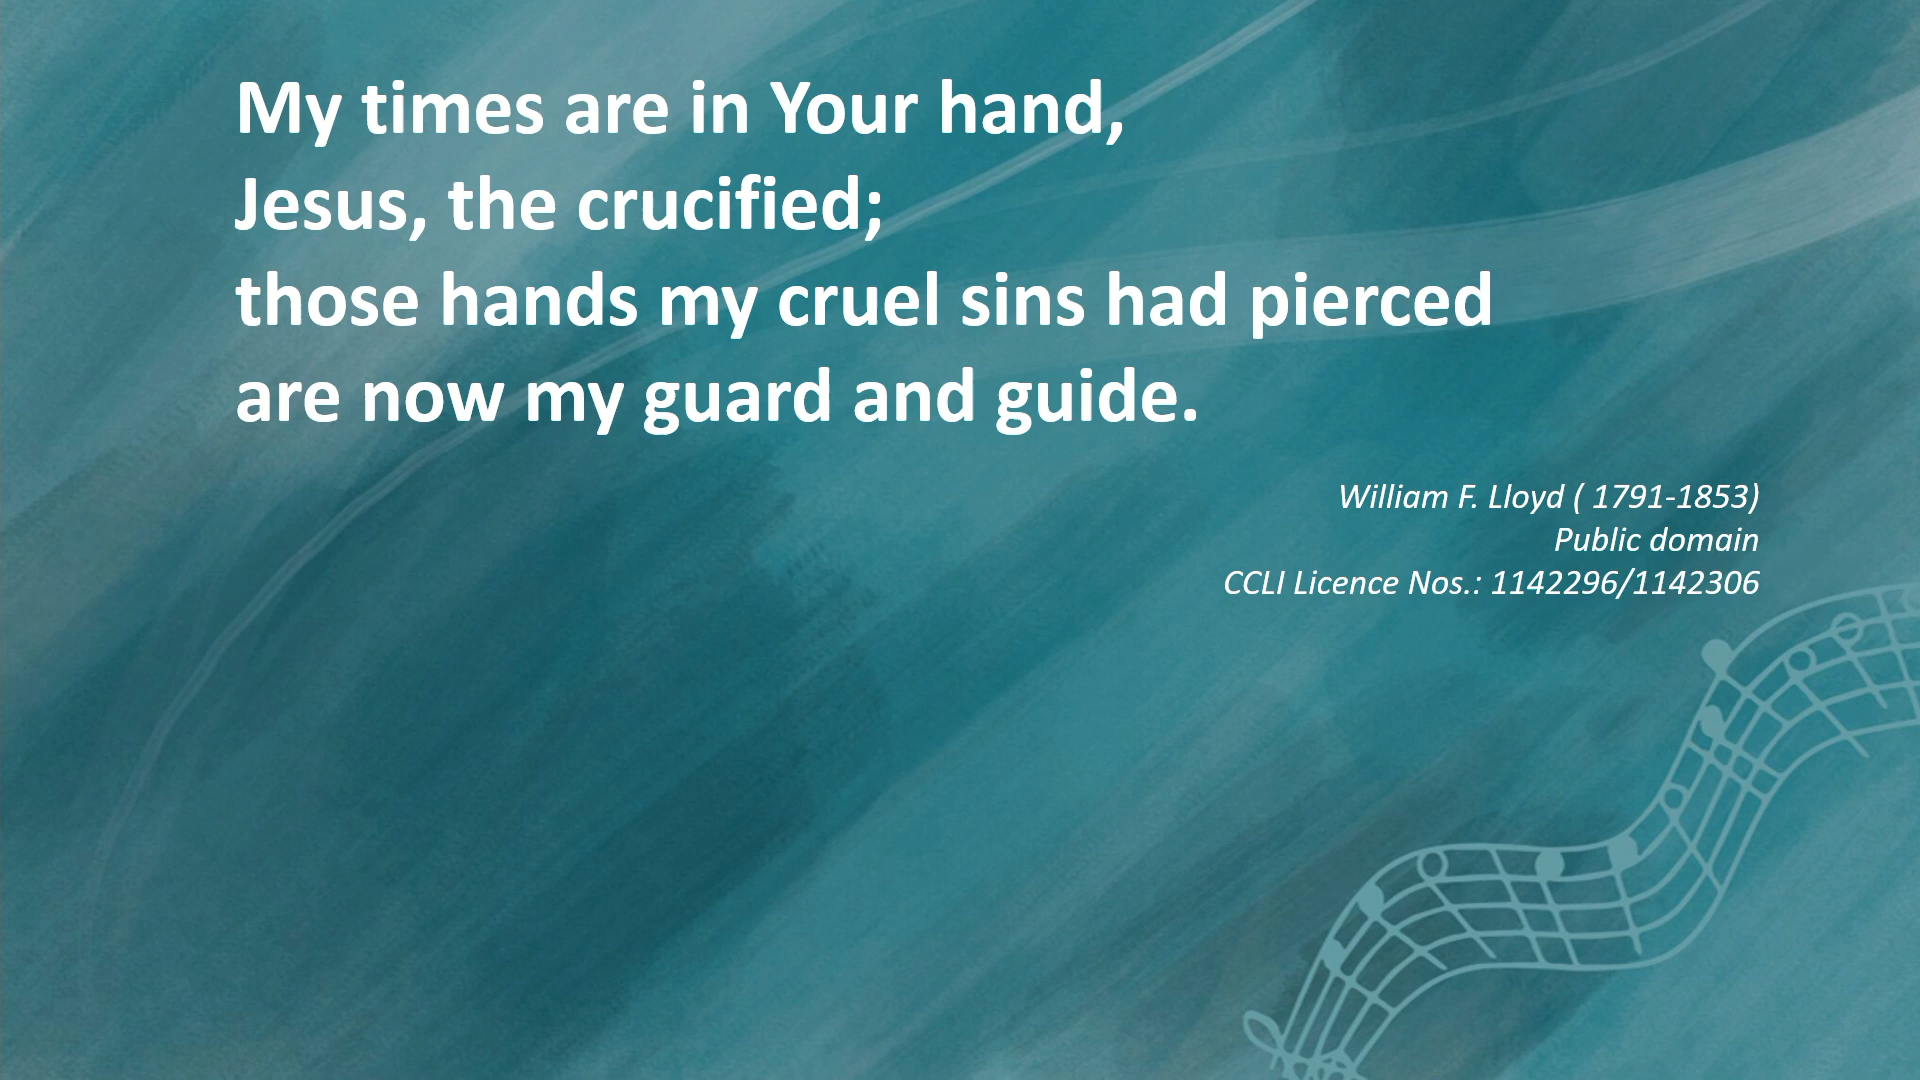 My times are in Your hand,
Jesus, the crucified;
those hands my cruel sins had pierced
are now my guard and guide.
William F. Lloyd ( 1791-1853)
Public domain
CCLI Licence Nos.: 1142296/1142306